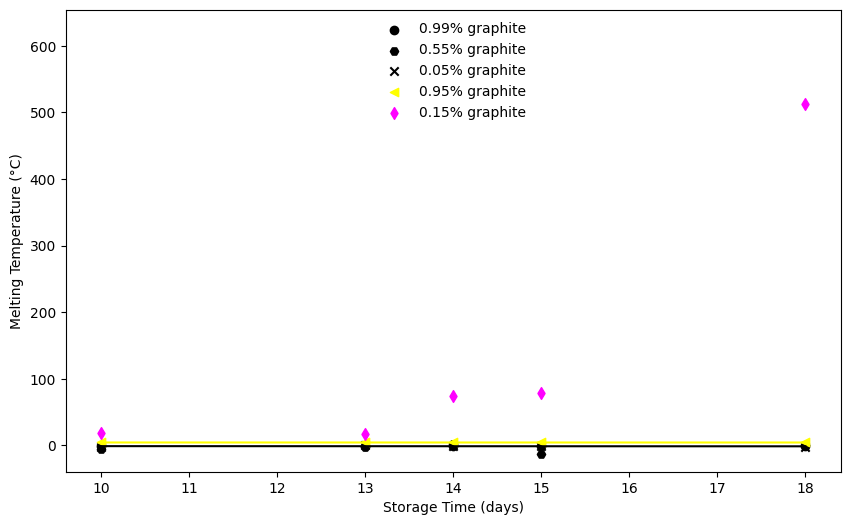 0.99% graphite
0.55% graphite
0.05% graphite
0.95% graphite
0.15% graphite
600
500
400
300
200
100
0
Melting Temperature (°C)
10 11 12 13 14 15 16 17 18
Storage Time (days)